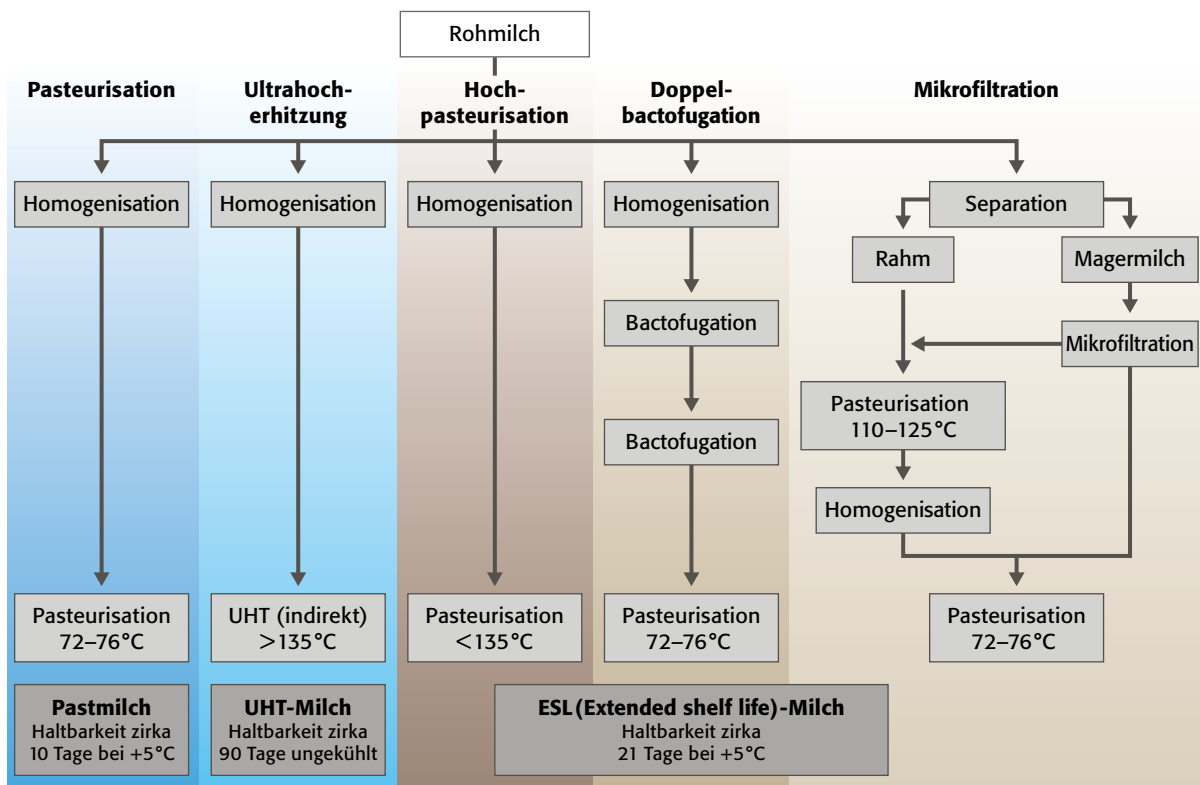 Rohmilch
Pasteurisation
Ultrahoch-
erhitzung
Hoch-
pasteurisation
Doppel-
bactofugation
Mikrofiltration
Homogenisation
Homogenisation
Homogenisation
Homogenisation
Separation
Rahm
Magermilch
Bactofugation
Mikrofiltration
Pasteurisation
110–125°C
Bactofugation
Homogenisation
Pasteurisation
72–76°C
UHT (indirekt)
>135°C
Pasteurisation
<135°C
Pasteurisation
72–76°C
Pasteurisation
72–76°C
Pastmilch
Haltbarkeit zirka
10 Tage bei +5°C
UHT-Milch
Haltbarkeit zirka
90 Tage ungekühlt
ESL (Extended shelf life)-Milch
Haltbarkeit zirka
21 Tage bei +5°C